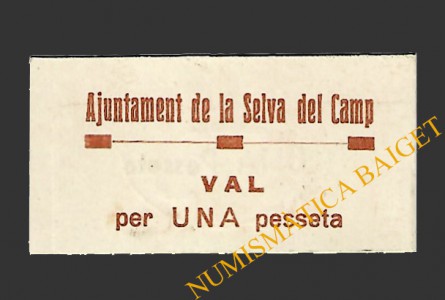 Ajuntament de la Selva del Camp
VAL
per UNA pesseta
NUMISMATICA BAIGET